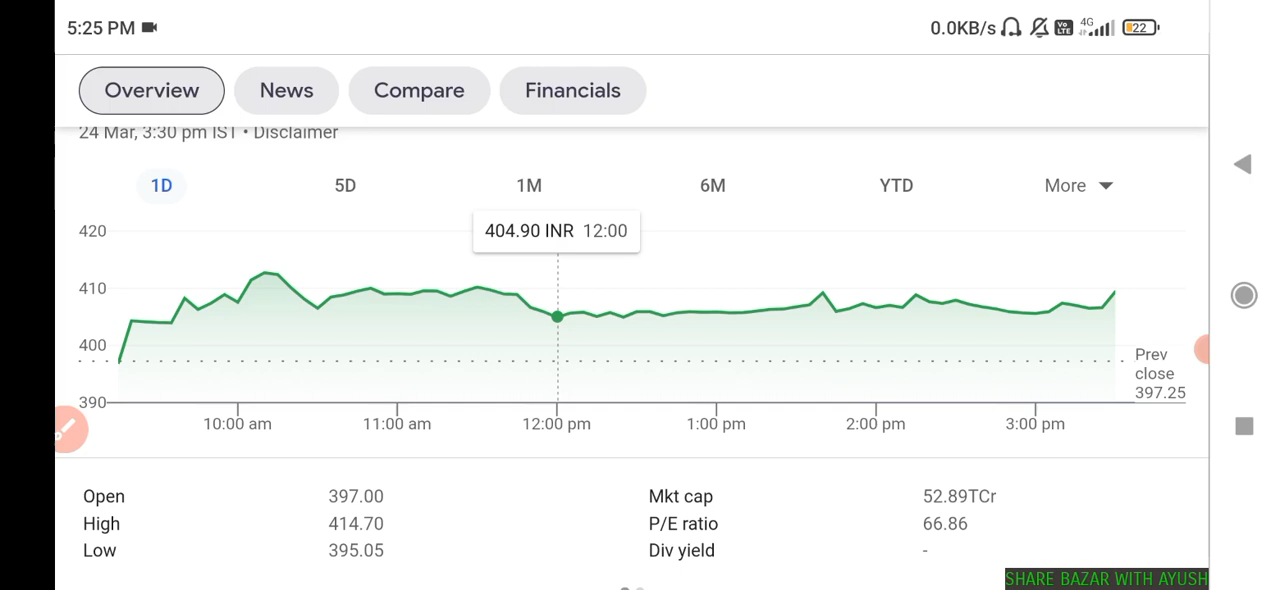 5:25 PM 0.0KB/s Vo LTE 4G 22
Overview News Compare Financials
24 Mar, 3:30 pm IST • Disclaimer
1D 5D 1M 6M YTD More
404.90 INR 12:00
420
410
400
390
Prev
close
397.25
10:00 am 11:00 am 12:00 pm 1:00 pm 2:00 pm 3:00 pm
Open 397.00 Mkt cap 52.89TCr
High 414.70 P/E ratio 66.86
Low 395.05 Div yield -
SHARE BAZAR WITH AYUSH